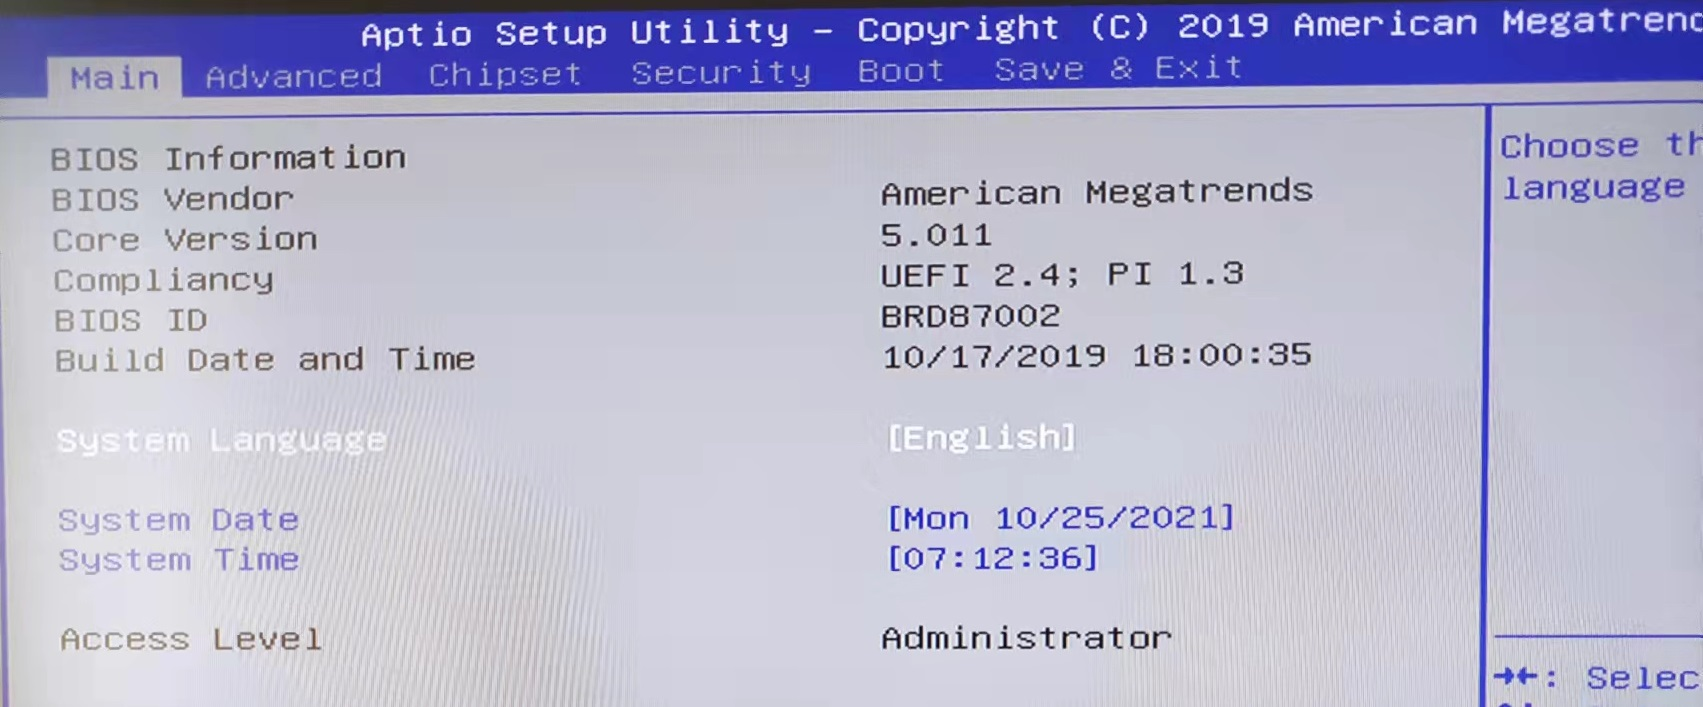 Aptio Setup Utility – Copyright (C) 2019 American
Main Advanced Chipset Security Boot Save & Exit
BIOS Information
BIOS Vendor American Megatrends
Core Version 5.011
Compliancy UEFI 2.4; PI 1.3
BIOS ID BRD87002
Build Date and Time 10/17/2019 18:00:35
System Language [English]
System Date [Mon 10/25/2021]
System Time [07:12:36]
Access Level Administrator
Choose
language
→←: